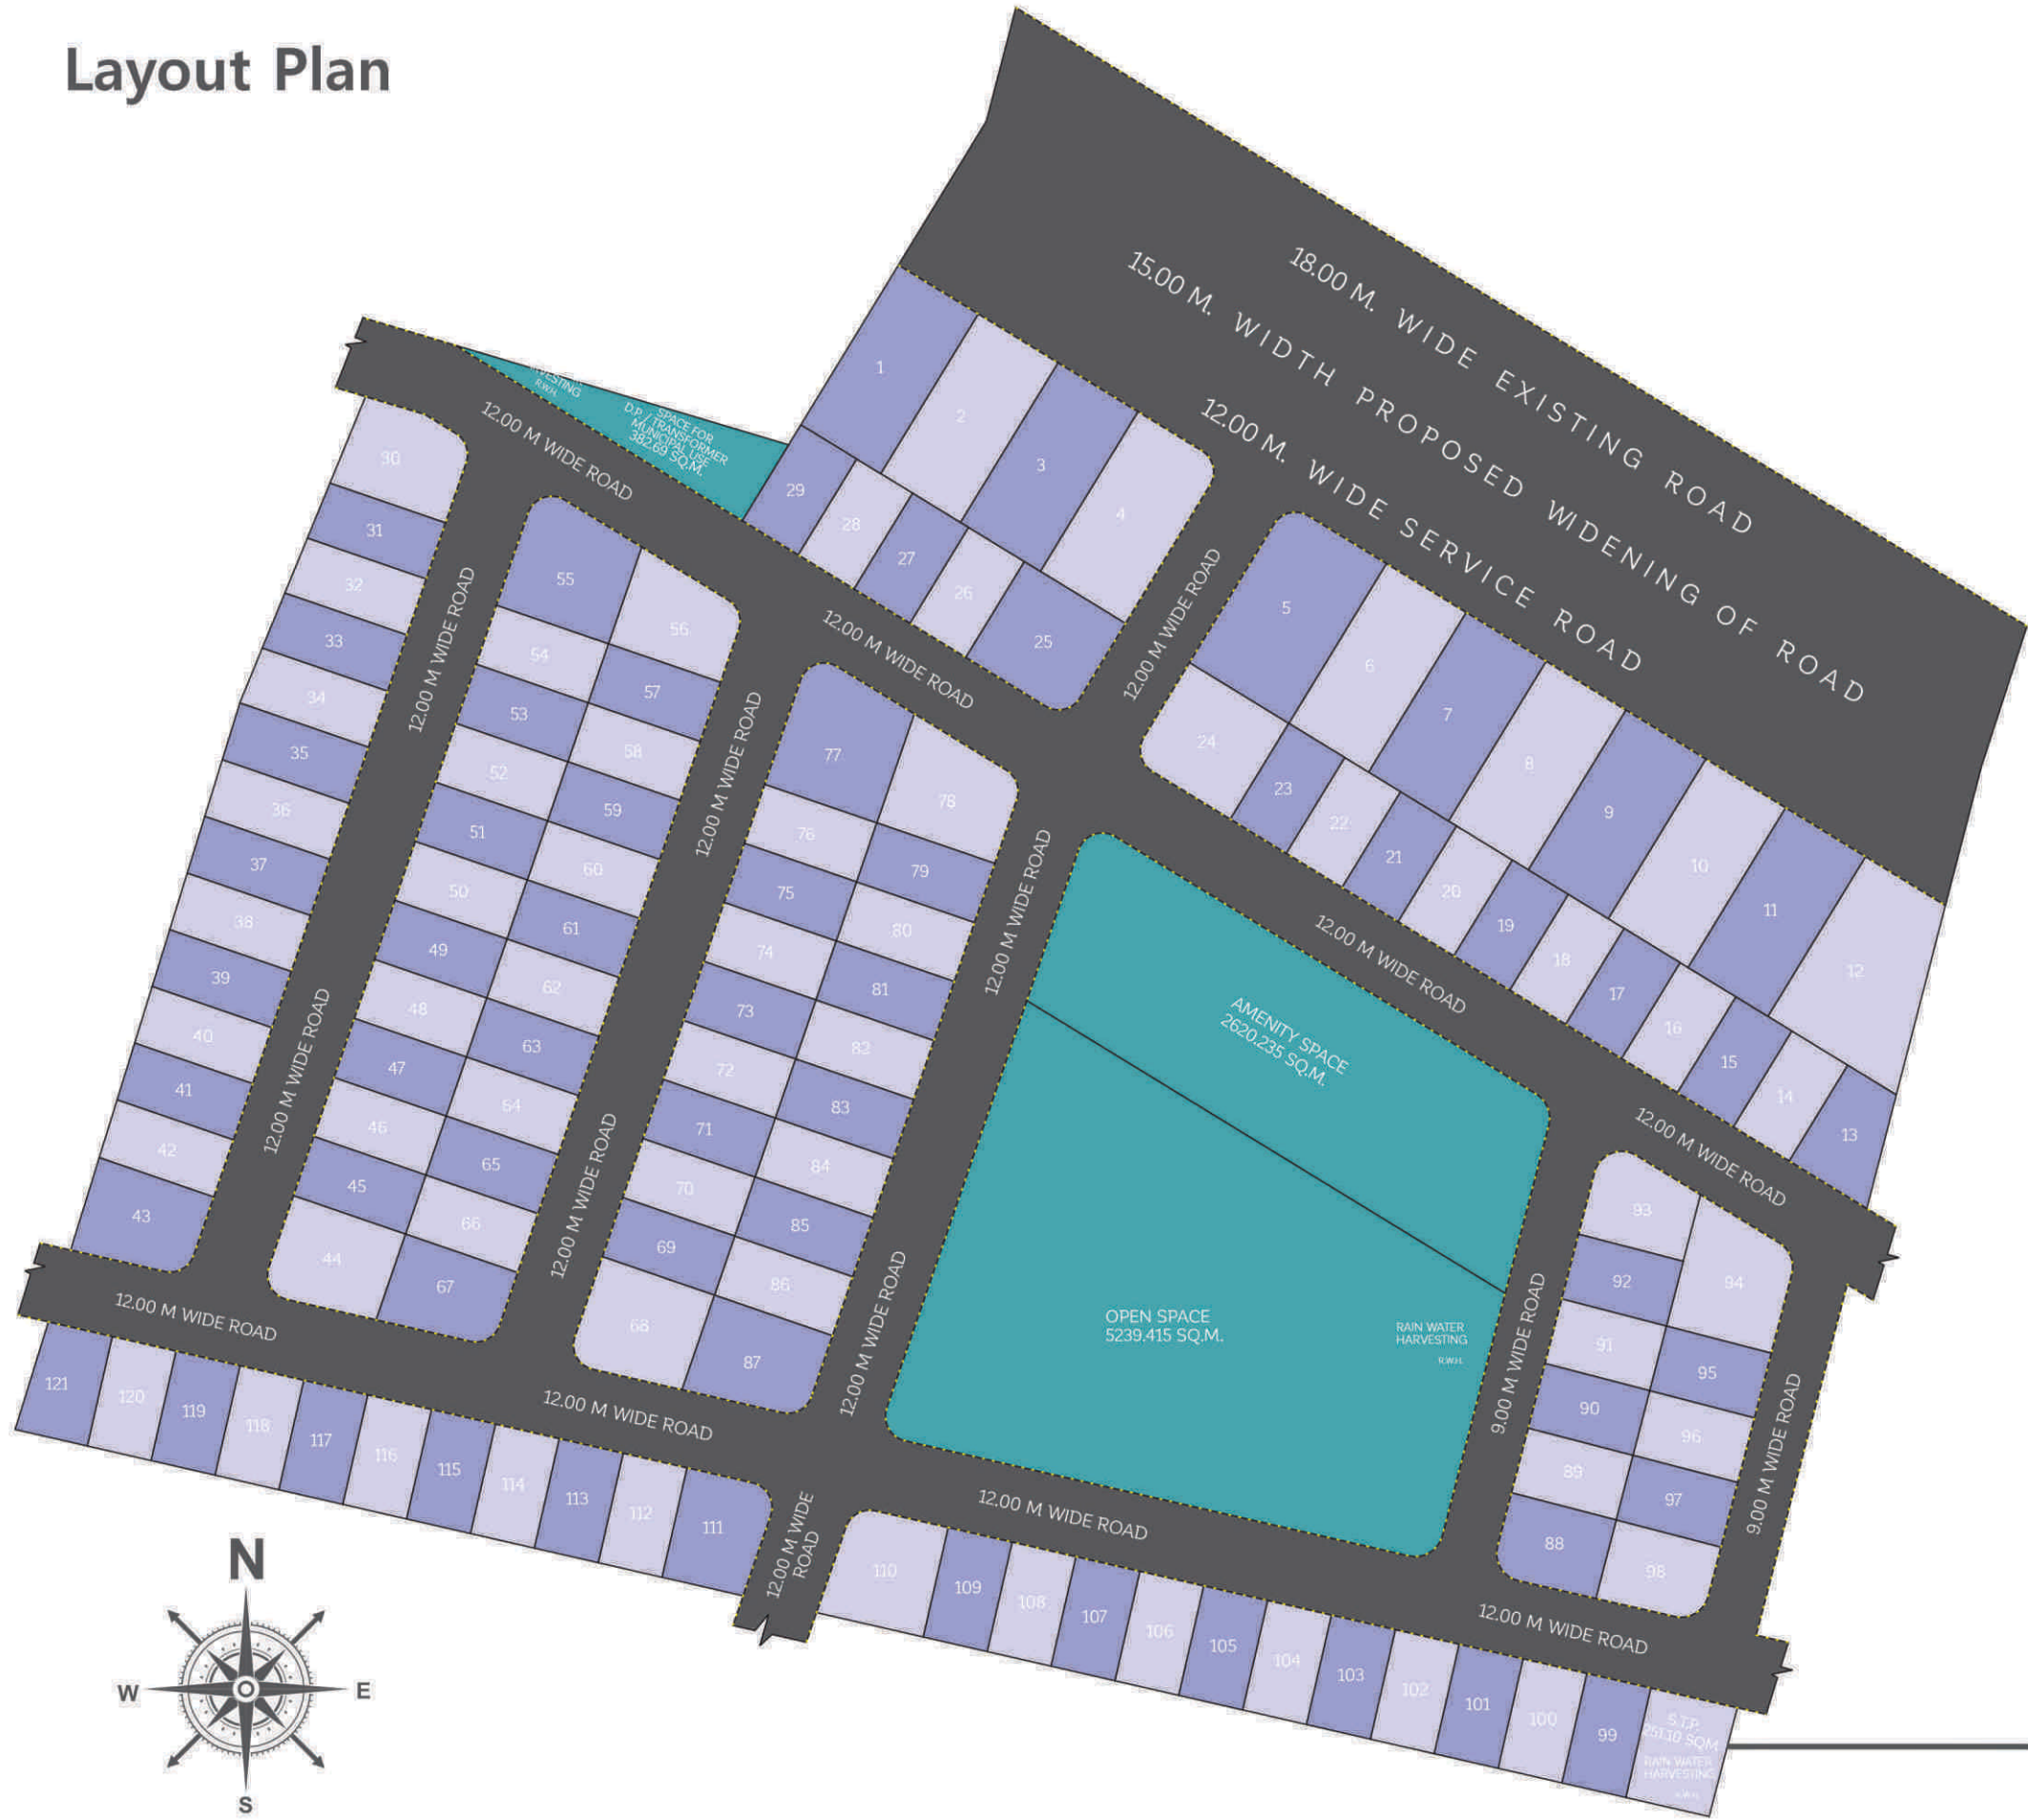 Layout Plan
18.00 M. WIDE EXISTING ROAD
15.00 M. WIDTH PROPOSED WIDENING OF ROAD
12.00 M. WIDE SERVICE ROAD
1
2
3
4
5
6
7
8
9
10
11
12
29
28
27
26
25
24
23
22
21
20
19
18
17
16
15
14
13
R.W.H.
SPACE FOR
D.P. / TRANSFORMER
MUNICIPAL USE
382.69 SQ.M.
12.00 M WIDE ROAD
12.00 M WIDE ROAD
12.00 M WIDE ROAD
12.00 M WIDE ROAD
12.00 M WIDE ROAD
30
31
32
33
34
35
36
37
38
39
40
41
42
43
12.00 M WIDE ROAD
12.00 M WIDE ROAD
55
54
53
52
51
50
49
48
47
46
45
44
56
57
58
59
60
61
62
63
64
65
66
67
12.00 M WIDE ROAD
12.00 M WIDE ROAD
77
76
75
74
73
72
71
70
69
68
78
79
80
81
82
83
84
85
86
87
12.00 M WIDE ROAD
12.00 M WIDE ROAD
AMENITY SPACE
2620.235 SQ.M.
OPEN SPACE
5239.415 SQ.M.
RAIN WATER
HARVESTING
R.W.H.
9.00 M WIDE ROAD
93
92
91
90
89
88
94
95
96
97
98
9.00 M WIDE ROAD
12.00 M WIDE ROAD
12.00 M WIDE ROAD
12.00 M WIDE ROAD
12.00 M WIDE ROAD
121
120
119
118
117
116
115
114
113
112
111
12.00 M WIDE
ROAD
110
109
108
107
106
105
104
103
102
101
100
99
S.T.P.
251.10 SQM
RAIN WATER
HARVESTING
R.W.H.
N
W
E
S